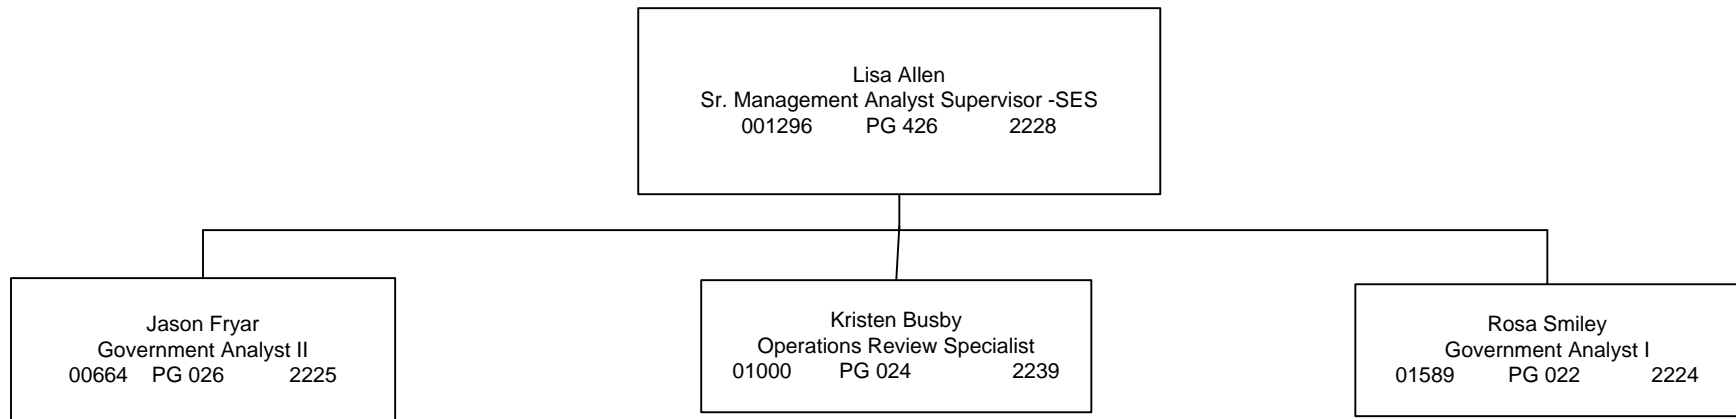 Lisa Allen
Sr. Management Analyst Supervisor -SES
001296 PG 426 2228
Jason Fryar
Government Analyst II
00664 PG 026 2225
Kristen Busby
Operations Review Specialist
01000 PG 024 2239
Rosa Smiley
Government Analyst I
01589 PG 022 2224